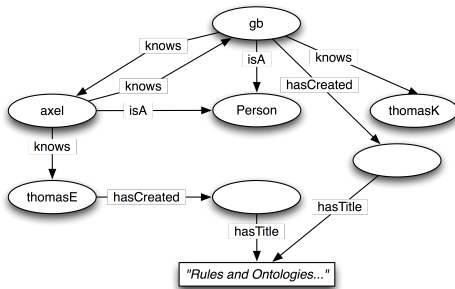 gb
knows
knows
isA
knows
hasCreated
axel
isA
Person
thomasK
knows
thomasE
hasCreated
hasTitle
hasTitle
"Rules and Ontologies..."